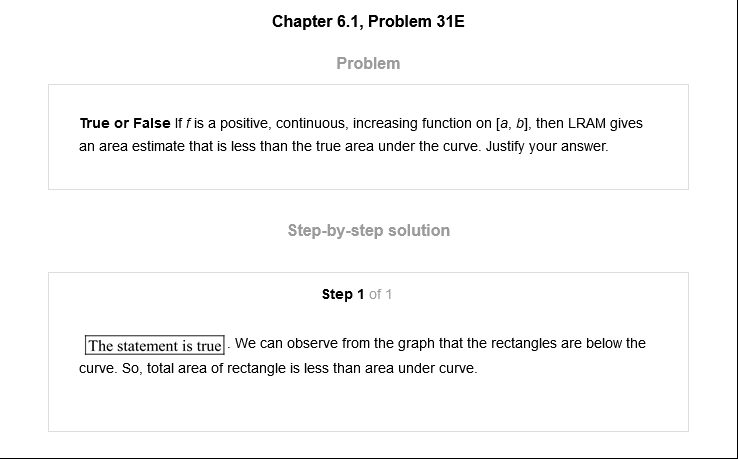 Chapter 6.1, Problem 31E
Problem
True or False If f is a positive, continuous, increasing function on [a, b], then LRAM gives
an area estimate that is less than the true area under the curve. Justify your answer.
Step-by-step solution
Step 1 of 1
The statement is true. We can observe from the graph that the rectangles are below the
curve. So, total area of rectangle is less than area under curve.